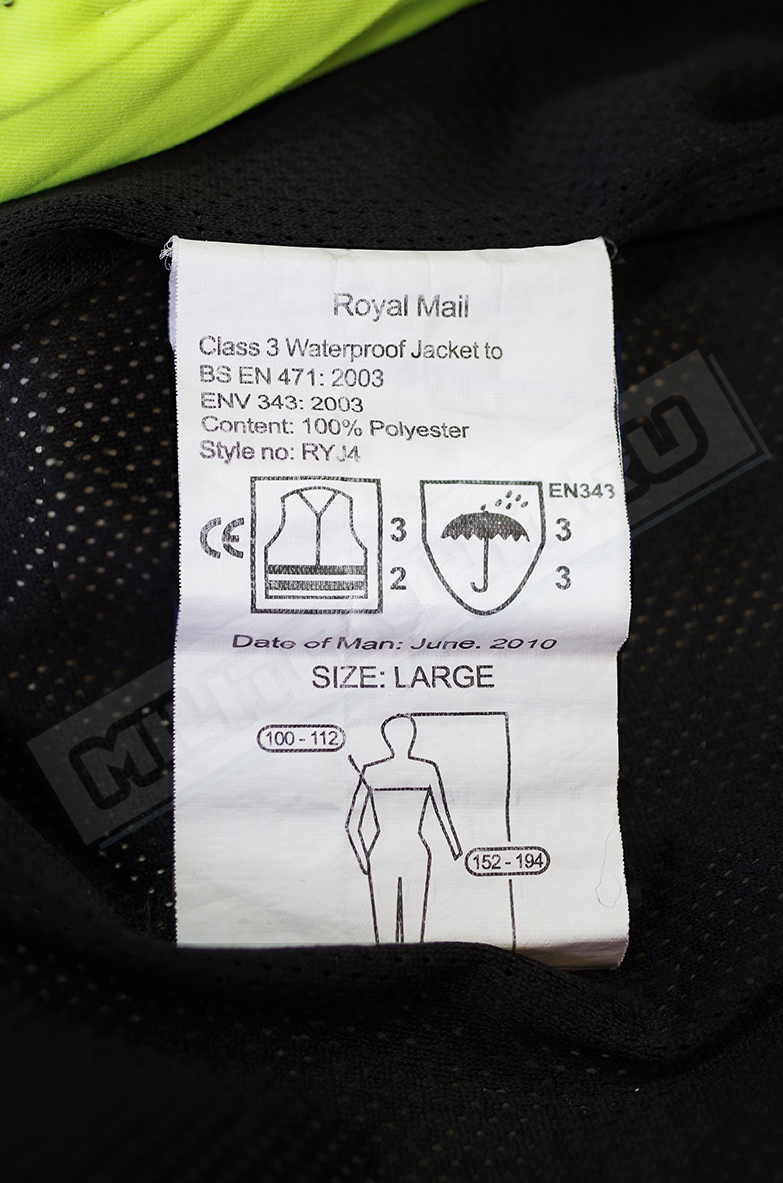 Royal Mail
Class 3 Waterproof Jacket to
BS EN 471: 2003
ENV 343: 2003
Content: 100% Polyester
Style no: RYJ4
EN343
CE
3
3
2
3
Date of Man: June. 2010
SIZE: LARGE
100 - 112
152 - 194